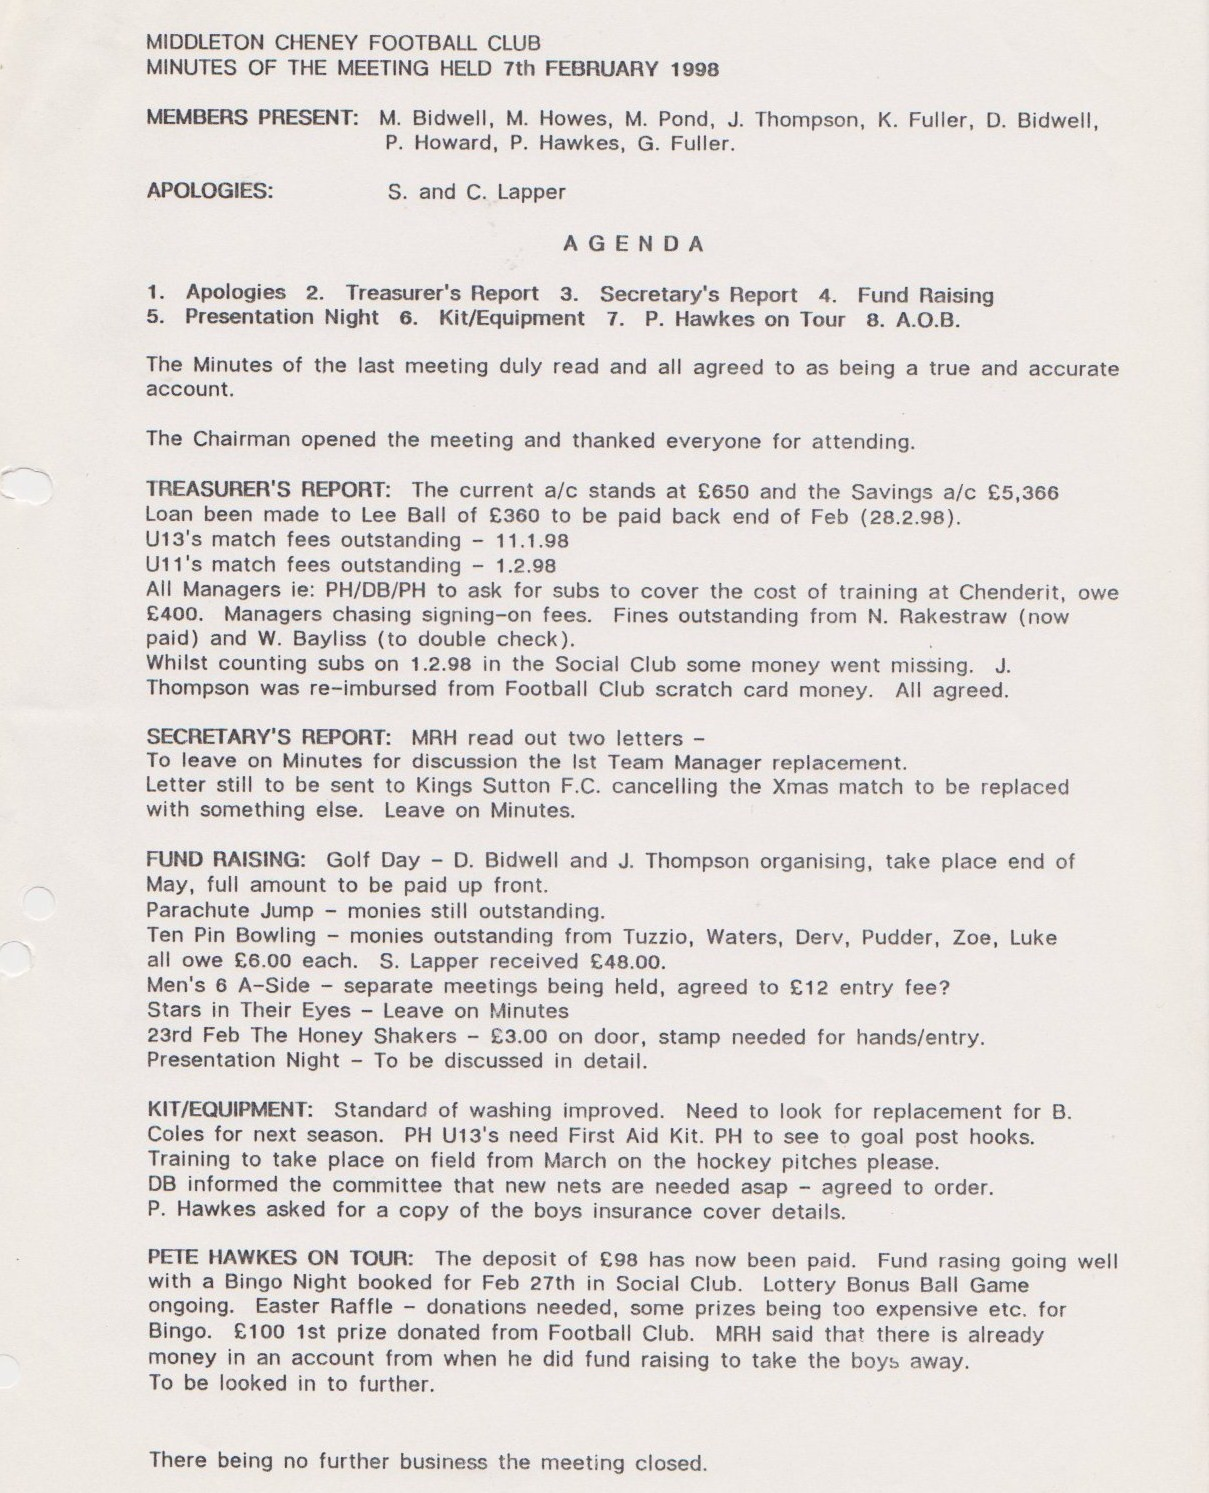 MIDDLETON CHENEY FOOTBALL CLUB
MINUTES OF THE MEETING HELD 7th FEBRUARY 1998
MEMBERS PRESENT: M. Bidwell, M. Howes, M. Pond, J. Thompson, K. Fuller, D. Bidwell,
P. Howard, P. Hawkes, G. Fuller.
APOLOGIES: S. and C. Lapper
A G E N D A
1. Apologies 2. Treasurer's Report 3. Secretary's Report 4. Fund Raising
5. Presentation Night 6. Kit/Equipment 7. P. Hawkes on Tour 8. A.O.B.
The Minutes of the last meeting duly read and all agreed to as being a true and accurate
account.
The Chairman opened the meeting and thanked everyone for attending.
TREASURER'S REPORT: The current a/c stands at £650 and the Savings a/c £5,366
Loan been made to Lee Ball of £360 to be paid back end of Feb (28.2.98).
U13's match fees outstanding - 11.1.98
U11's match fees outstanding - 1.2.98
All Managers ie: PH/DB/PH to ask for subs to cover the cost of training at Chenderit, owe
£400. Managers chasing signing-on fees. Fines outstanding from N. Rakestraw (now
paid) and W. Bayliss (to double check).
Whilst counting subs on 1.2.98 in the Social Club some money went missing. J.
Thompson was re-imbursed from Football Club scratch card money. All agreed.
SECRETARY'S REPORT: MRH read out two letters -
To leave on Minutes for discussion the Ist Team Manager replacement.
Letter still to be sent to Kings Sutton F.C. cancelling the Xmas match to be replaced
with something else. Leave on Minutes.
FUND RAISING: Golf Day - D. Bidwell and J. Thompson organising, take place end of
May, full amount to be paid up front.
Parachute Jump - monies still outstanding.
Ten Pin Bowling - monies outstanding from Tuzzio, Waters, Derv, Pudder, Zoe, Luke
all owe £6.00 each. S. Lapper received £48.00.
Men's 6 A-Side - separate meetings being held, agreed to £12 entry fee?
Stars in Their Eyes - Leave on Minutes
23rd Feb The Honey Shakers - £3.00 on door, stamp needed for hands/entry.
Presentation Night - To be discussed in detail.
KIT/EQUIPMENT: Standard of washing improved. Need to look for replacement for B.
Coles for next season. PH U13's need First Aid Kit. PH to see to goal post hooks.
Training to take place on field from March on the hockey pitches please.
DB informed the committee that new nets are needed asap - agreed to order.
P. Hawkes asked for a copy of the boys insurance cover details.
PETE HAWKES ON TOUR: The deposit of £98 has now been paid. Fund rasing going well
with a Bingo Night booked for Feb 27th in Social Club. Lottery Bonus Ball Game
ongoing. Easter Raffle - donations needed, some prizes being too expensive etc. for
Bingo. £100 1st prize donated from Football Club. MRH said that there is already
money in an account from when he did fund raising to take the boys away.
To be looked in to further.
There being no further business the meeting closed.